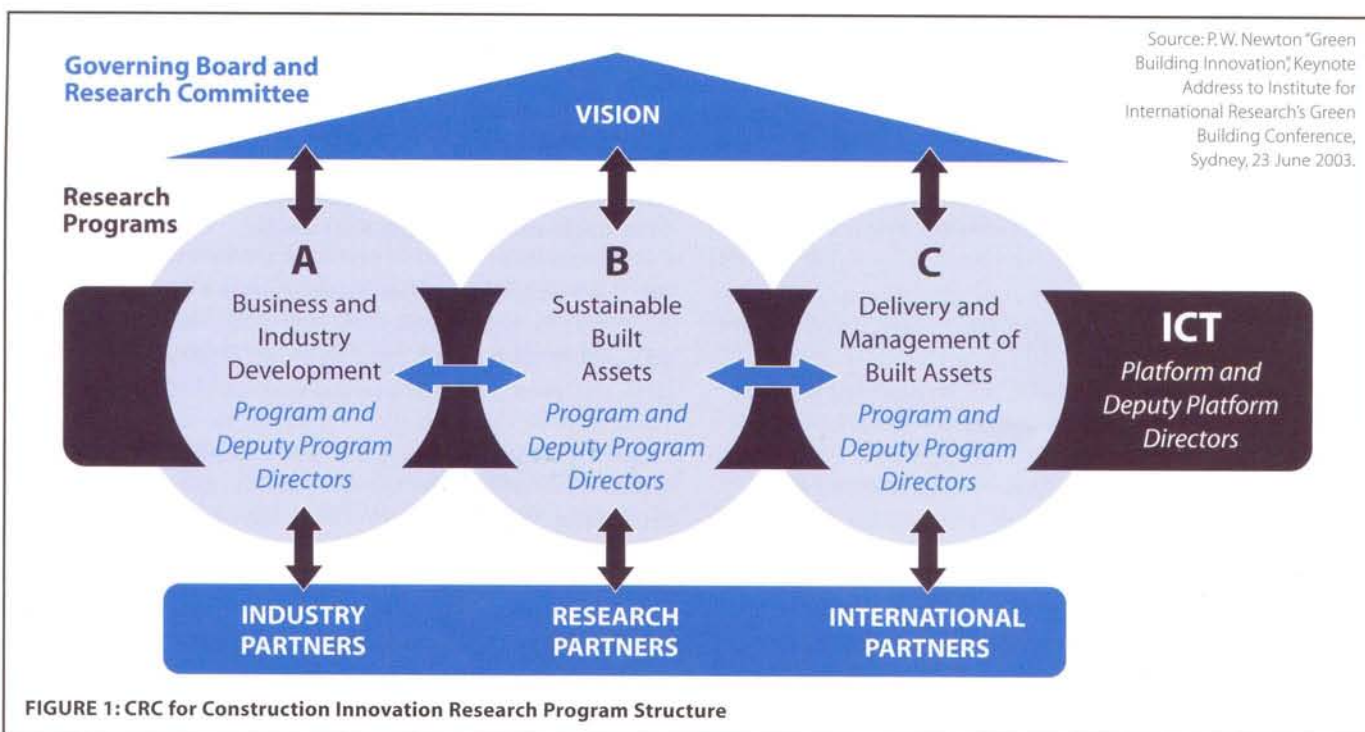 Governing Board and
Research Committee
VISION
Source: P. W. Newton "Green
Building Innovation", Keynote
Address to Institute for
International Research's Green
Building Conference,
Sydney, 23 June 2003.
Research
Programs
A
Business and
Industry
Development
Program and
Deputy Program
Directors
B
Sustainable
Built
Assets
Program and
Deputy Program
Directors
C
Delivery and
Management of
Built Assets
Program and
Deputy Program
Directors
ICT
Platform and
Deputy Platform
Directors
INDUSTRY
PARTNERS
RESEARCH
PARTNERS
INTERNATIONAL
PARTNERS
FIGURE 1: CRC for Construction Innovation Research Program Structure